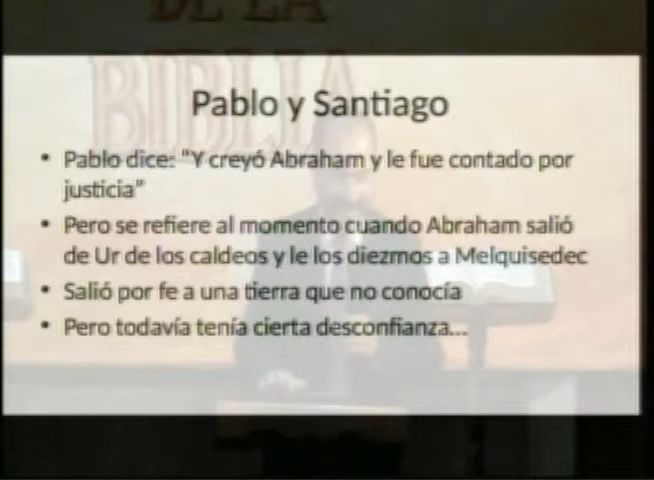 DE LA
BIBLIA
Pablo y Santiago
• Pablo dice: "Y creyó Abraham y le fue contado por
justicia"
• Pero se refiere al momento cuando Abraham salió
de Ur de los caldeos y le los diezmos a Melquisedec
• Salió por fe a una tierra que no conocía
• Pero todavía tenía cierta desconfianza...